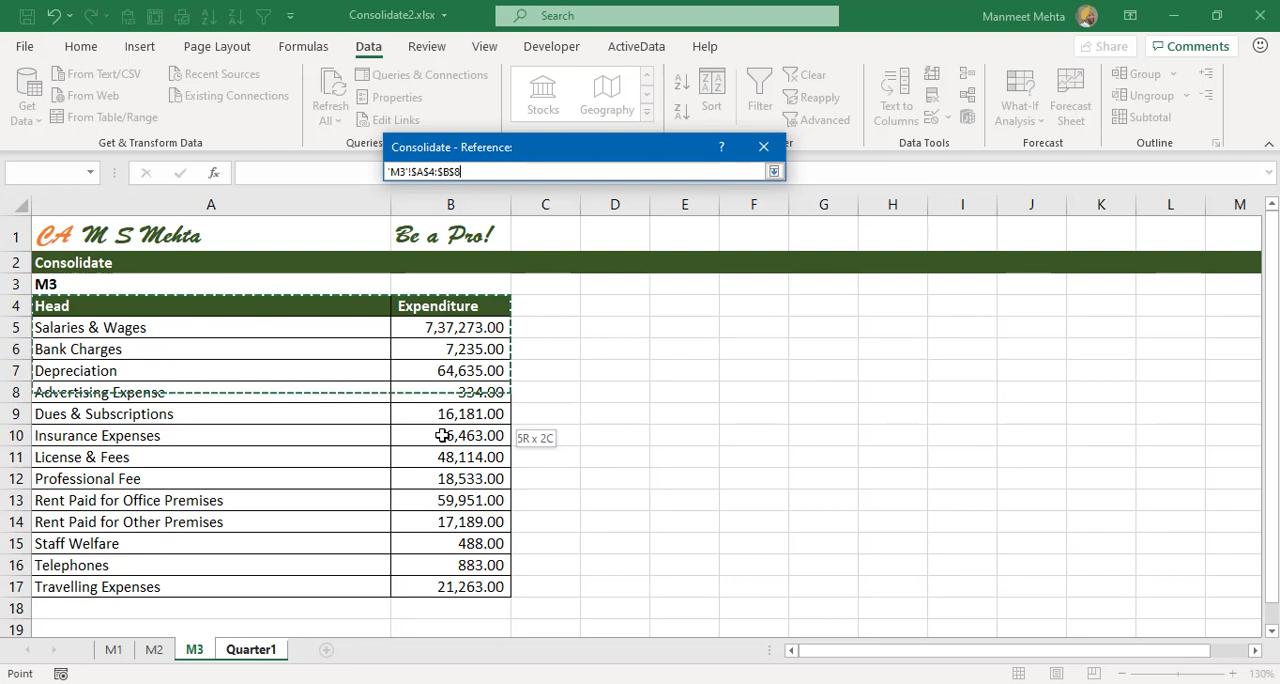 Consolidate2.xlsx
Search
Manmeet Mehta
File Home Insert Page Layout Formulas Data Review View Developer ActiveData Help
Share Comments
Get Data
From Text/CSV
From Web
From Table/Range
Recent Sources
Existing Connections
Get & Transform Data
Refresh All
Queries & Connections
Properties
Edit Links
Stocks
Geography
Sort
Filter
Clear
Reapply
Advanced
Text to Columns
Data Tools
What-If Analysis
Forecast Sheet
Forecast
Group
Ungroup
Subtotal
Outline
Consolidate - Reference:
'M3'!$A$4:$B$8
fx
A B C D E F G H I J K L M
1 CA M S Mehta Be a Pro!
2 Consolidate
3 M3
4 Head Expenditure
5 Salaries & Wages 7,37,273.00
6 Bank Charges 7,235.00
7 Depreciation 64,635.00
8 Advertising Expense 334.00
9 Dues & Subscriptions 16,181.00
10 Insurance Expenses 6,463.00 5R x 2C
11 License & Fees 48,114.00
12 Professional Fee 18,533.00
13 Rent Paid for Office Premises 59,951.00
14 Rent Paid for Other Premises 17,189.00
15 Staff Welfare 488.00
16 Telephones 883.00
17 Travelling Expenses 21,263.00
18
19
M1 M2 M3 Quarter1
Point
130%